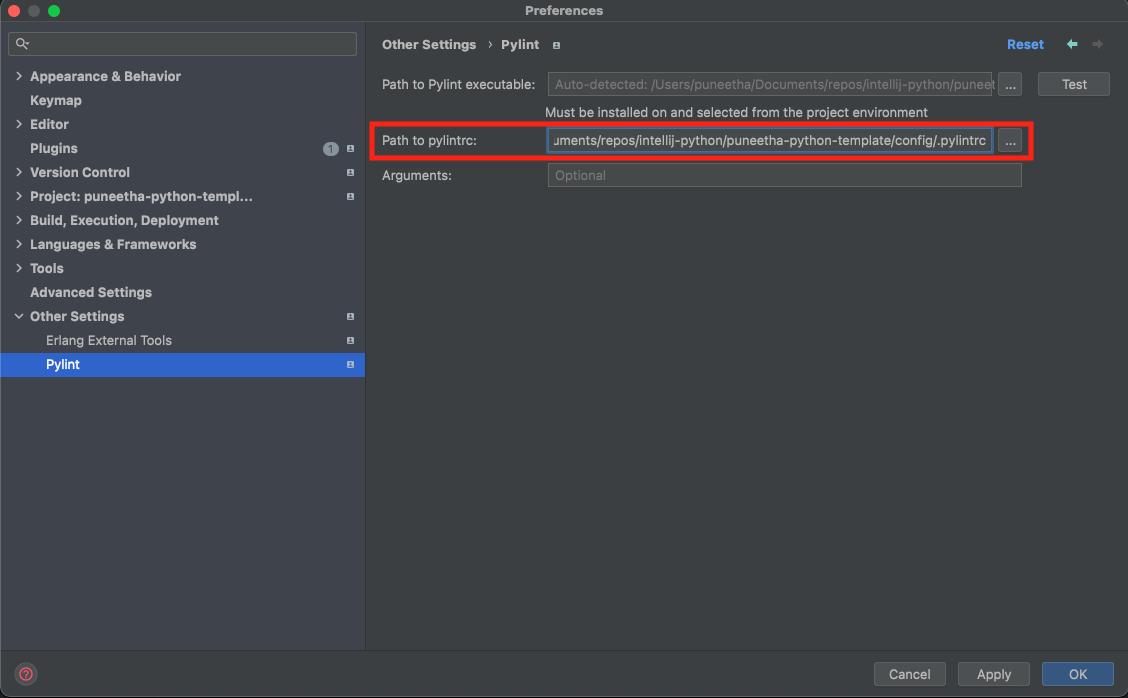 Preferences
Other Settings › Pylint
Reset
Appearance & Behavior
Keymap
Editor
Plugins 1
Version Control
Project: puneetha-python-templ...
Build, Execution, Deployment
Languages & Frameworks
Tools
Advanced Settings
Other Settings
Erlang External Tools
Pylint
Path to Pylint executable: Auto-detected: /Users/puneetha/Documents/repos/intellij-python/puneet ... Test
Must be installed on and selected from the project environment
Path to pylintrc: uments/repos/intellij-python/puneetha-python-template/config/.pylintrc ...
Arguments: Optional
? Cancel Apply OK